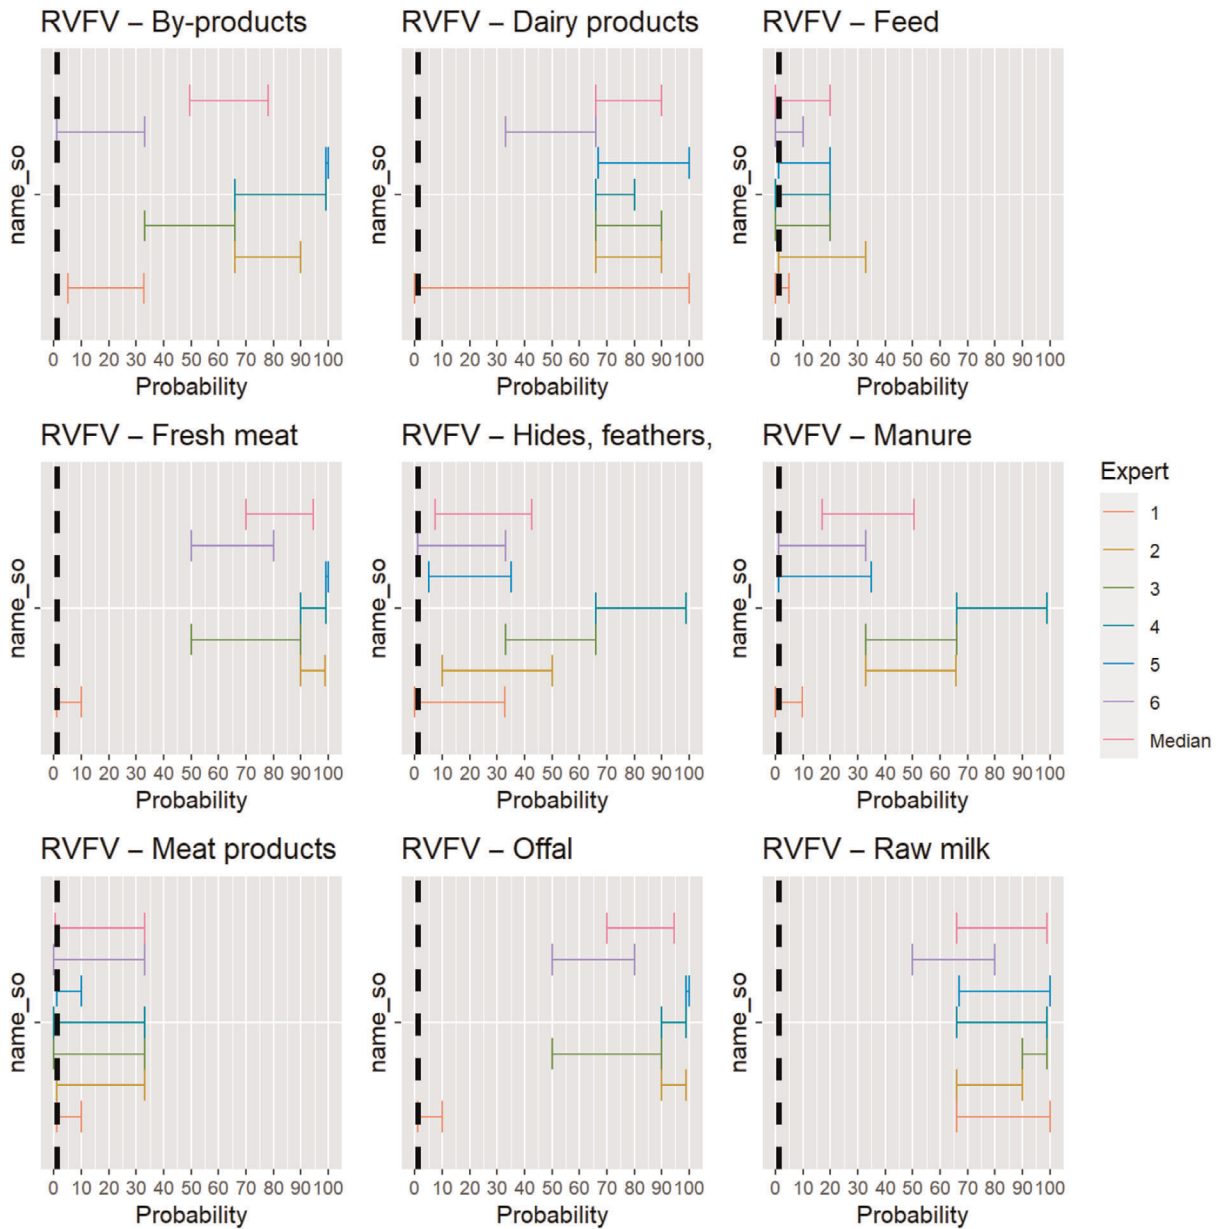 RVFV – By-products
RVFV – Dairy products
RVFV – Feed
name_so
name_so
name_so
0 10 20 30 40 50 60 70 80 90 100
0 10 20 30 40 50 60 70 80 90 100
0 10 20 30 40 50 60 70 80 90 100
Probability
Probability
Probability
RVFV – Fresh meat
RVFV – Hides, feathers,
RVFV – Manure
name_so
name_so
name_so
0 10 20 30 40 50 60 70 80 90 100
0 10 20 30 40 50 60 70 80 90 100
0 10 20 30 40 50 60 70 80 90 100
Probability
Probability
Probability
Expert
1
2
3
4
5
6
Median
RVFV – Meat products
RVFV – Offal
RVFV – Raw milk
name_so
name_so
name_so
0 10 20 30 40 50 60 70 80 90 100
0 10 20 30 40 50 60 70 80 90 100
0 10 20 30 40 50 60 70 80 90 100
Probability
Probability
Probability